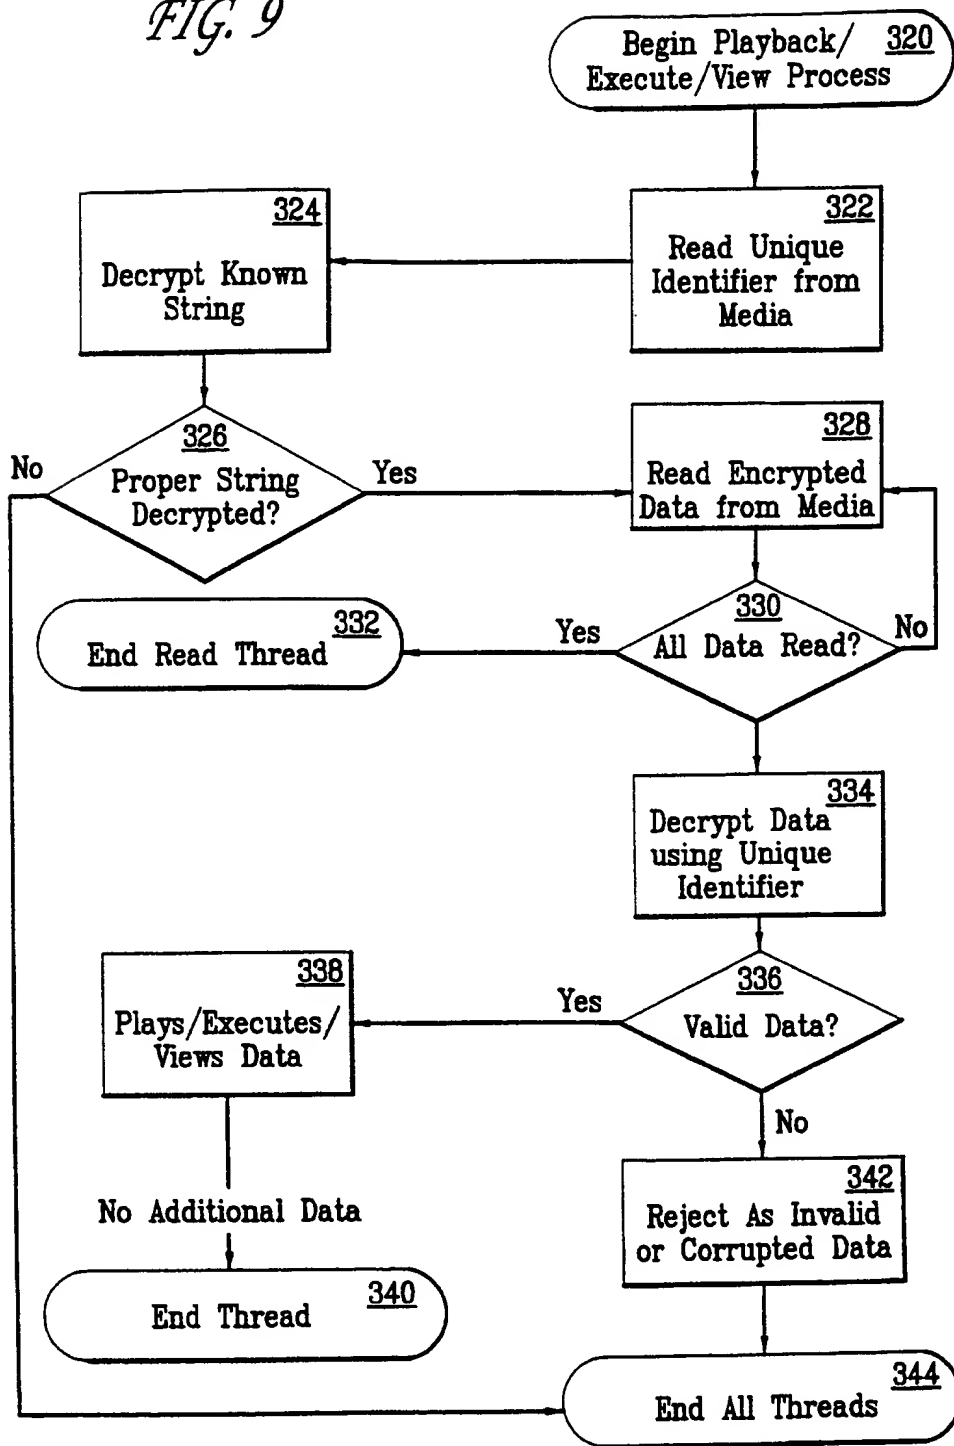 FIG. 9
Begin Playback/ 320
Execute/View Process
322
Read Unique
Identifier from
Media
324
Decrypt Known
String
326
Proper String
Decrypted?
No
Yes
328
Read Encrypted
Data from Media
330
All Data Read?
No
Yes
332
End Read Thread
334
Decrypt Data
using Unique
Identifier
336
Valid Data?
Yes
No
338
Plays/Executes/
Views Data
No Additional Data
340
End Thread
342
Reject As Invalid
or Corrupted Data
344
End All Threads